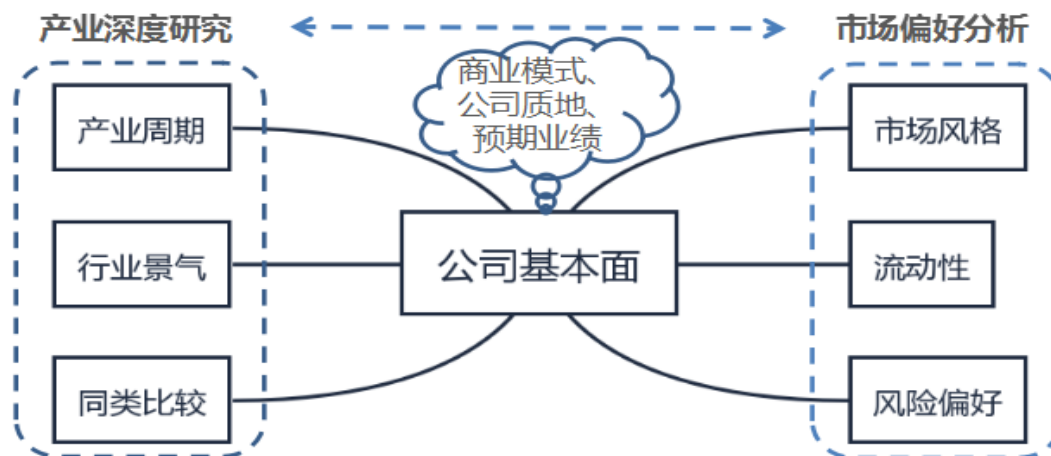 产业深度研究
市场偏好分析
商业模式、
公司质地、
预期业绩
产业周期
行业景气
同类比较
公司基本面
市场风格
流动性
风险偏好